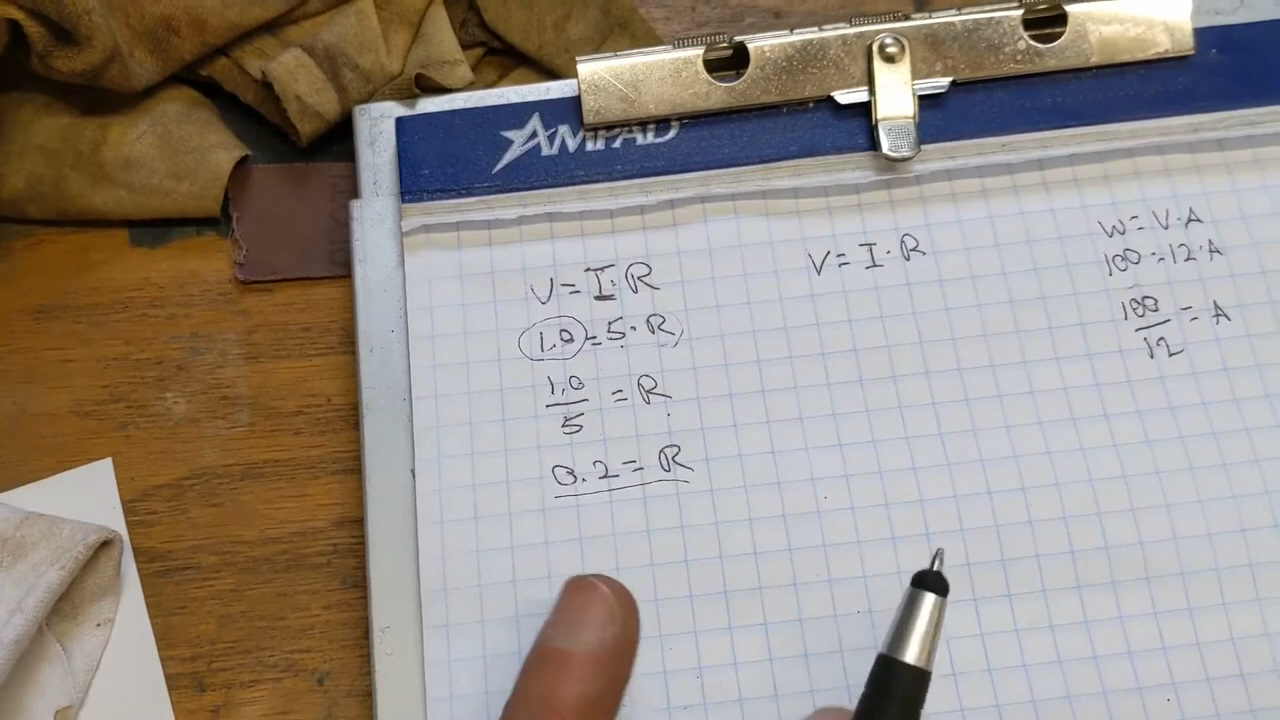 AMPAD
V = I · R
1.0 = 5 · R
1.0
5
= R
0.2 = R
V = I · R
W = V · A
100 = 12 · A
100
12
= A